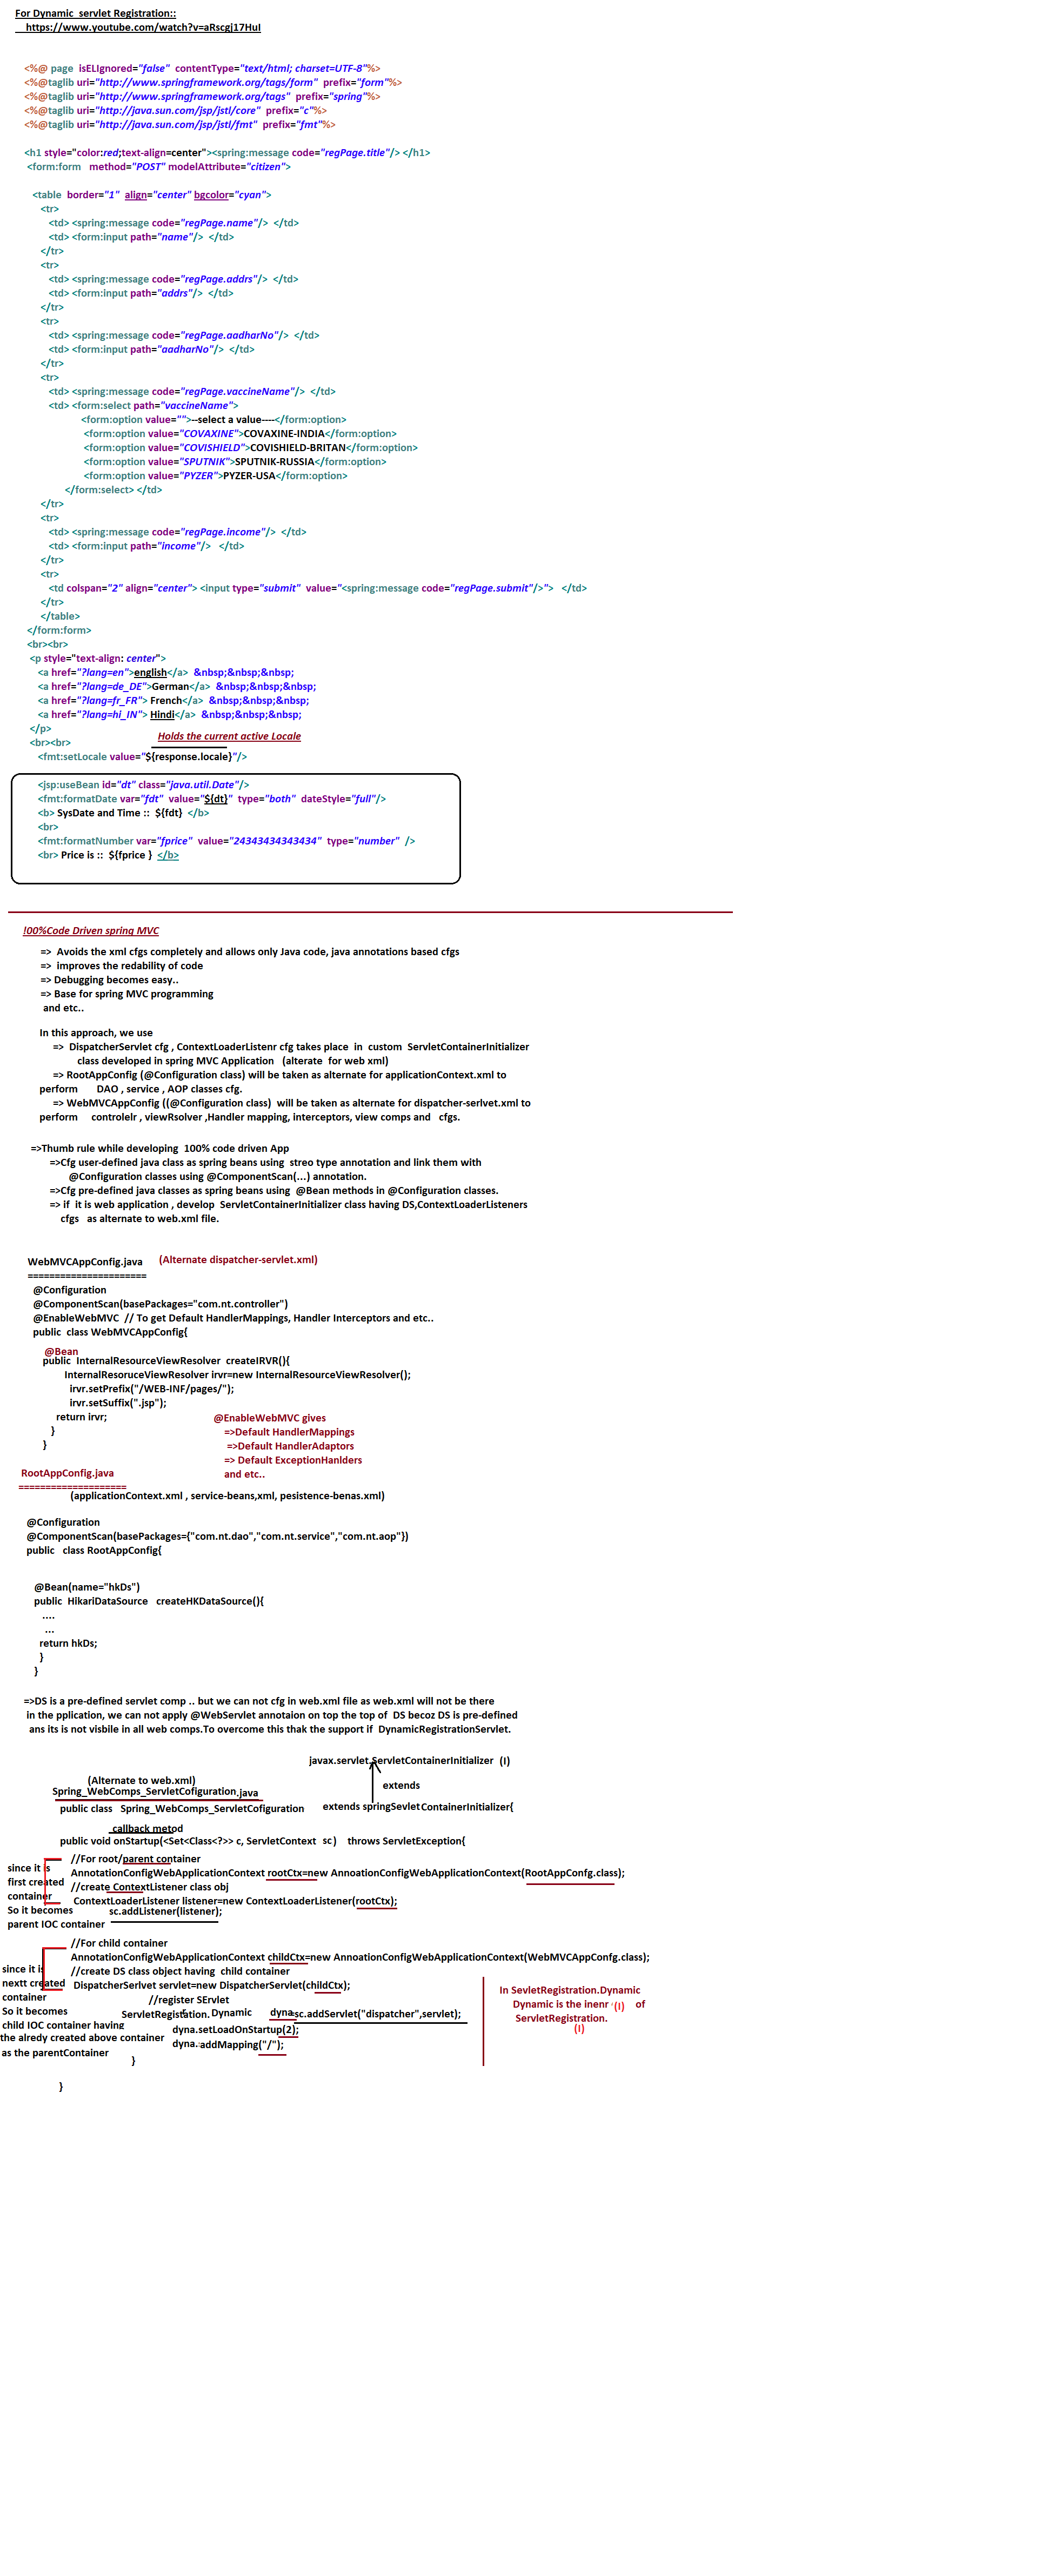 For Dynamic  servlet Registration::
https://www.youtube.com/watch?v=aRscgj17HuI
<%@ page  isELIgnored="false"  contentType="text/html; charset=UTF-8"%>
<%@taglib uri="http://www.springframework.org/tags/form"  prefix="form"%>
<%@taglib uri="http://www.springframework.org/tags"  prefix="spring"%>
<%@taglib uri="http://java.sun.com/jsp/jstl/core"  prefix="c"%>
<%@taglib uri="http://java.sun.com/jsp/jstl/fmt"  prefix="fmt"%>
<h1 style="color:red;text-align=center"><spring:message code="regPage.title"/> </h1>
<form:form   method="POST" modelAttribute="citizen">
<table  border="1"  align="center" bgcolor="cyan">
<tr>
<td> <spring:message code="regPage.name"/>  </td>
<td> <form:input path="name"/>  </td>
</tr>
<tr>
<td> <spring:message code="regPage.addrs"/>  </td>
<td> <form:input path="addrs"/>  </td>
</tr>
<tr>
<td> <spring:message code="regPage.aadharNo"/>  </td>
<td> <form:input path="aadharNo"/>  </td>
</tr>
<tr>
<td> <spring:message code="regPage.vaccineName"/>  </td>
<td> <form:select path="vaccineName">
<form:option value="">--select a value----</form:option>
<form:option value="COVAXINE">COVAXINE-INDIA</form:option>
<form:option value="COVISHIELD">COVISHIELD-BRITAN</form:option>
<form:option value="SPUTNIK">SPUTNIK-RUSSIA</form:option>
<form:option value="PYZER">PYZER-USA</form:option>
</form:select> </td>
</tr>
<tr>
<td> <spring:message code="regPage.income"/>  </td>
<td> <form:input path="income"/>   </td>
</tr>
<tr>
<td colspan="2" align="center"> <input type="submit"  value="<spring:message code="regPage.submit"/>">   </td>
</tr>
</table>
</form:form>
<br><br>
<p style="text-align: center">
<a href="?lang=en">english</a>  &nbsp;&nbsp;&nbsp;
<a href="?lang=de_DE">German</a>  &nbsp;&nbsp;&nbsp;
<a href="?lang=fr_FR"> French</a>  &nbsp;&nbsp;&nbsp;
<a href="?lang=hi_IN"> Hindi</a>  &nbsp;&nbsp;&nbsp;
</p>
Holds the current active Locale
<br><br>
<fmt:setLocale value="${response.locale}"/>
<jsp:useBean id="dt" class="java.util.Date"/>
<fmt:formatDate var="fdt"  value="${dt}"  type="both"  dateStyle="full"/>
<b> SysDate and Time ::  ${fdt}  </b>
<br>
<fmt:formatNumber var="fprice"  value="24343434343434"  type="number"  />
<br> Price is ::  ${fprice }  </b>
!00%Code Driven spring MVC
=>  Avoids the xml cfgs completely and allows only Java code, java annotations based cfgs
=>  improves the redability of code
=> Debugging becomes easy..
=> Base for spring MVC programming
and etc..
In this approach, we use
=>  DispatcherServlet cfg , ContextLoaderListenr cfg takes place  in  custom  ServletContainerInitializer
class developed in spring MVC Application   (alterate  for web xml)
=> RootAppConfig (@Configuration class) will be taken as alternate for applicationContext.xml to
perform       DAO , service , AOP classes cfg.
=> WebMVCAppConfig ((@Configuration class)  will be taken as alternate for dispatcher-serlvet.xml to
perform     controlelr , viewRsolver ,Handler mapping, interceptors, view comps and   cfgs.
=>Thumb rule while developing  100% code driven App
=>Cfg user-defined java class as spring beans using  streo type annotation and link them with
@Configuration classes using @ComponentScan(...) annotation.
=>Cfg pre-defined java classes as spring beans using  @Bean methods in @Configuration classes.
=> if  it is web application , develop  ServletContainerInitializer class having DS,ContextLoaderListeners
cfgs   as alternate to web.xml file.
WebMVCAppConfig.java      (Alternate dispatcher-servlet.xml)
======================
@Configuration
@ComponentScan(basePackages="com.nt.controller")
@EnableWebMVC  // To get Default HandlerMappings, Handler Interceptors and etc..
public  class WebMVCAppConfig{
@Bean
public  InternalResourceViewResolver  createIRVR(){
InternalResoruceViewResolver irvr=new InternalResourceViewResolver();
irvr.setPrefix("/WEB-INF/pages/");
irvr.setSuffix(".jsp");
return irvr;
}
}
@EnableWebMVC gives
=>Default HandlerMappings
=>Default HandlerAdaptors
=> Default ExceptionHanlders
and etc..
RootAppConfig.java
====================
(applicationContext.xml , service-beans,xml, pesistence-benas.xml)
@Configuration
@ComponentScan(basePackages={"com.nt.dao","com.nt.service","com.nt.aop"})
public   class RootAppConfig{
@Bean(name="hkDs")
public  HikariDataSource   createHKDataSource(){
....
...
return hkDs;
}
}
=>DS is a pre-defined servlet comp .. but we can not cfg in web.xml file as web.xml will not be there
in the pplication, we can not apply @WebServlet annotaion on top the top of  DS becoz DS is pre-defined
ans its is not visbile in all web comps.To overcome this thak the support if  DynamicRegistrationServlet.
javax.servlet.ServletContainerInitializer  (I)
extends
(Alternate to web.xml)
Spring_WebComps_ServletCofiguration.java
public class   Spring_WebComps_ServletCofiguration      extends springSevlet ContainerInitializer{
callback metod
public void onStartup(<Set<Class<?>> c, ServletContext  sc)    throws ServletException{
//For root/parent container
AnnotationConfigWebApplicationContext rootCtx=new AnnoationConfigWebApplicationContext(RootAppConfg.class);
//create ContextListener class obj
ContextLoaderListener listener=new ContextLoaderListener(rootCtx);
sc.addListener(listener);
since it is
first created
container
So it becomes
parent IOC container
//For child container
AnnotationConfigWebApplicationContext childCtx=new AnnoationConfigWebApplicationContext(WebMVCAppConfg.class);
//create DS class object having  child container
DispatcherSerlvet servlet=new DispatcherServlet(childCtx);
//register SErvlet
ServletRegistration. Dynamic      dyna=sc.addServlet("dispatcher",servlet);
dyna.setLoadOnStartup(2);
dyna. addMapping("/");
}
}
since it is
nextt created
container
So it becomes
child IOC container having
the alredy created above container
as the parentContainer
In SevletRegistration.Dynamic
Dynamic is the inenr (I) of
ServletRegistration.
(I)